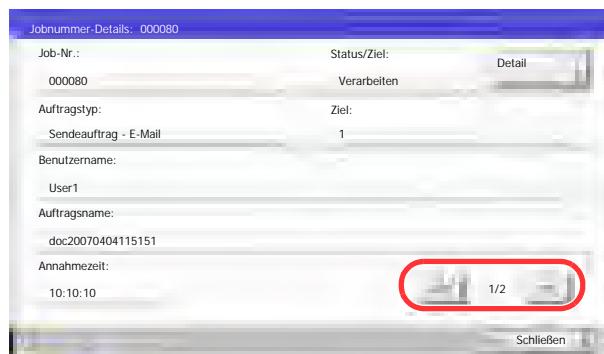 Jobnummer-Details: 000080
Job-Nr.:
Status/Ziel:
Detail
000080
Verarbeiten
Auftragstyp:
Ziel:
Sendeauftrag - E-Mail
1
Benutzername:
User1
Auftragsname:
doc20070404115151
Annahmezeit:
10:10:10
1/2
Schließen